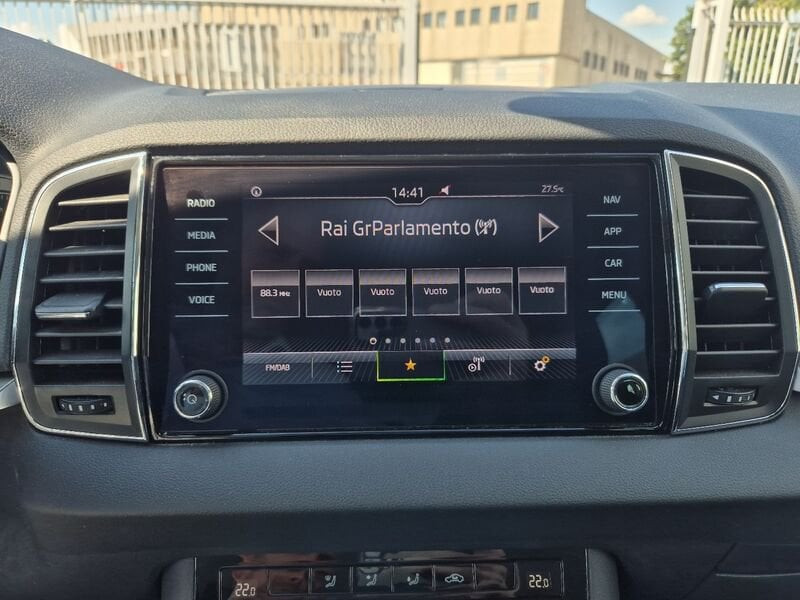 14:41
27.5°C
RADIO
MEDIA
PHONE
VOICE
Rai GrParlamento
88.3 MHz
Vuoto
Vuoto
Vuoto
Vuoto
Vuoto
FM/DAB
NAV
APP
CAR
MENU
22.0
22.0